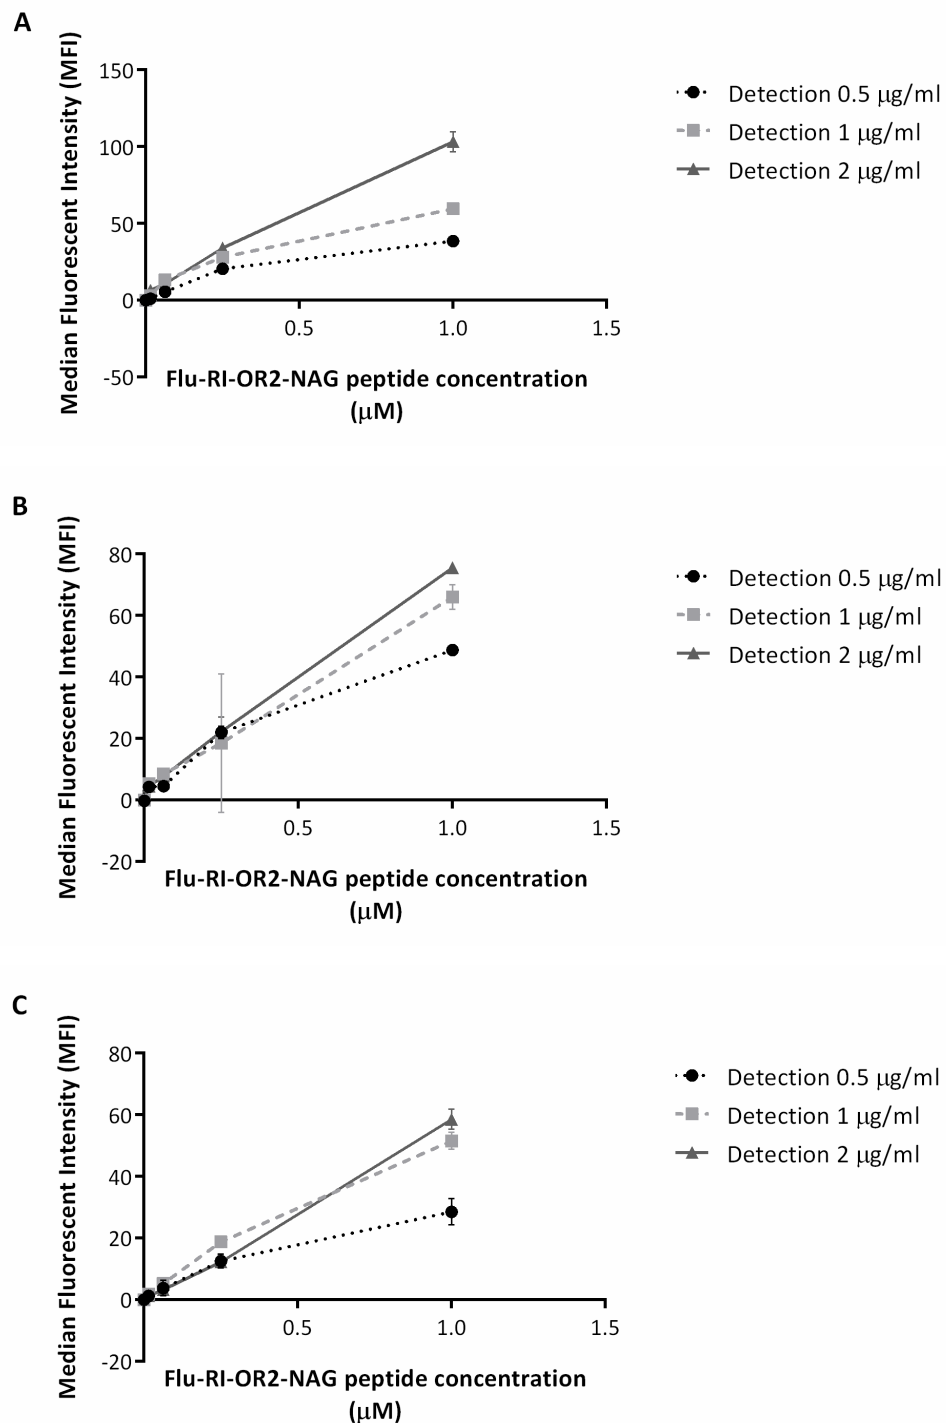 A
Median Fluorescent Intensity (MFI)
150
100
50
0
-50
0.5
1.0
1.5
Flu-RI-OR2-NAG peptide concentration
(μM)
Detection 0.5 μg/ml
Detection 1 μg/ml
Detection 2 μg/ml
B
Median Fluorescent Intensity (MFI)
80
60
40
20
0
-20
0.5
1.0
1.5
Flu-RI-OR2-NAG peptide concentration
(μM)
Detection 0.5 μg/ml
Detection 1 μg/ml
Detection 2 μg/ml
C
Median Fluorescent Intensity (MFI)
80
60
40
20
0
-20
0.5
1.0
1.5
Flu-RI-OR2-NAG peptide concentration
(μM)
Detection 0.5 μg/ml
Detection 1 μg/ml
Detection 2 μg/ml